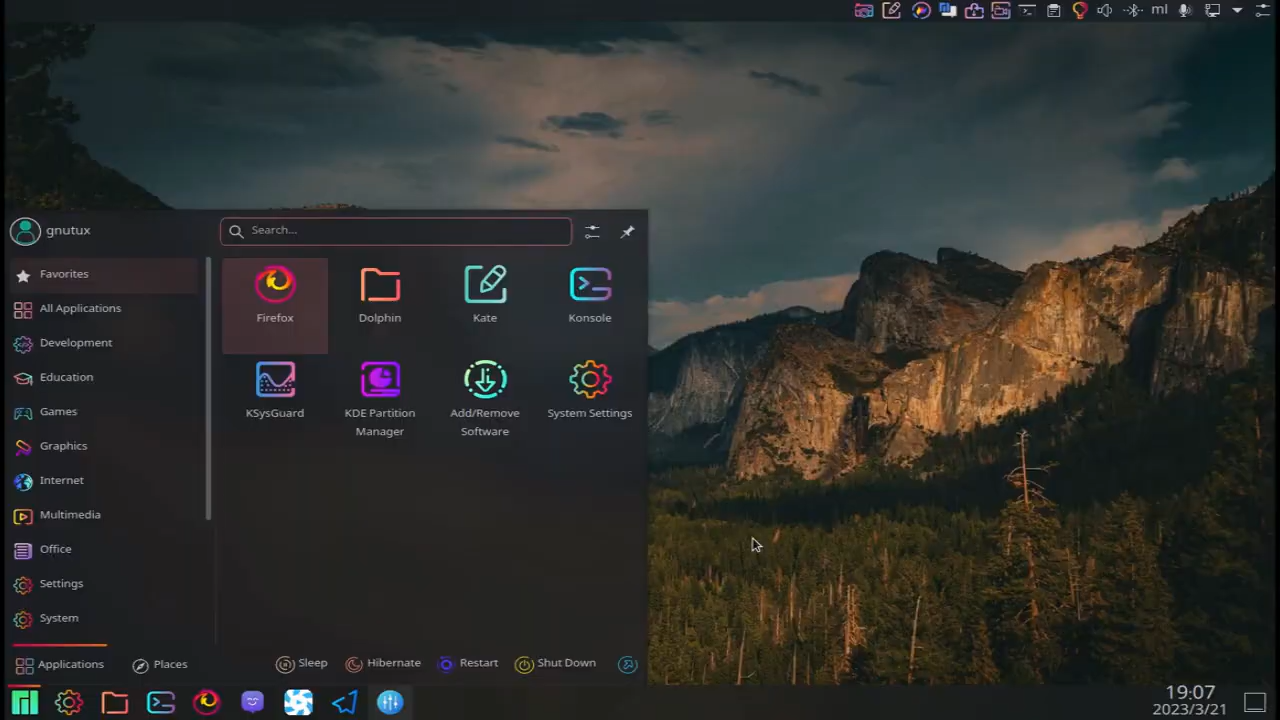 ml
gnutux
Search...
Favorites
All Applications
Development
Education
Games
Graphics
Internet
Multimedia
Office
Settings
System
Firefox
Dolphin
Kate
Konsole
KSysGuard
KDE Partition
Manager
Add/Remove
Software
System Settings
Applications
Places
Sleep
Hibernate
Restart
Shut Down
19:07
2023/3/21